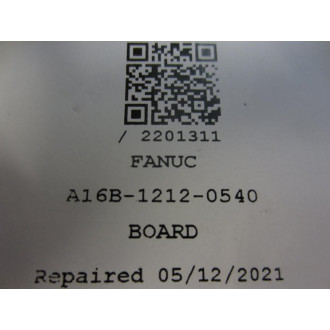 / 2201311
FANUC
A16B-1212-0540
BOARD
Repaired 05/12/2021